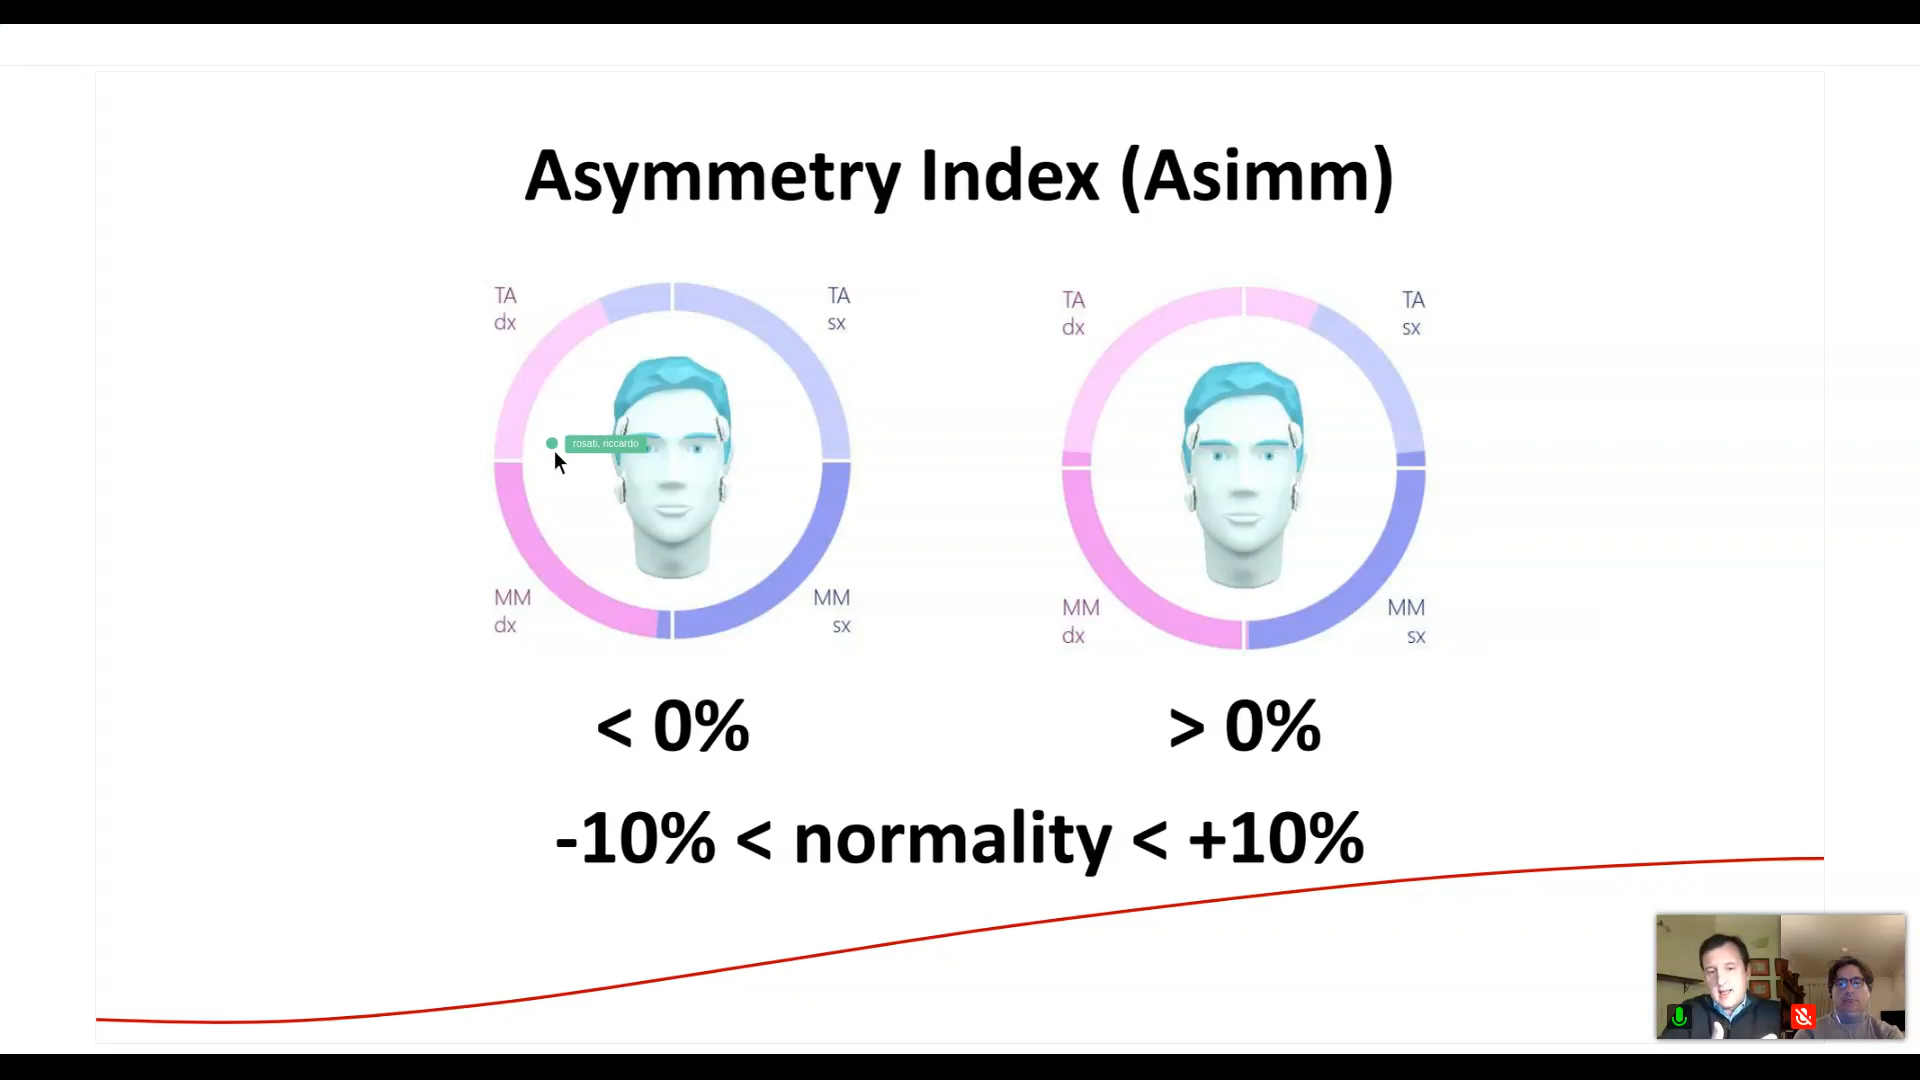 Asymmetry Index (Asimm)
TA
dx
TA
sx
TA
dx
TA
sx
rosati, riccardo
MM
dx
MM
sx
MM
dx
MM
sx
< 0%
> 0%
-10% < normality < +10%